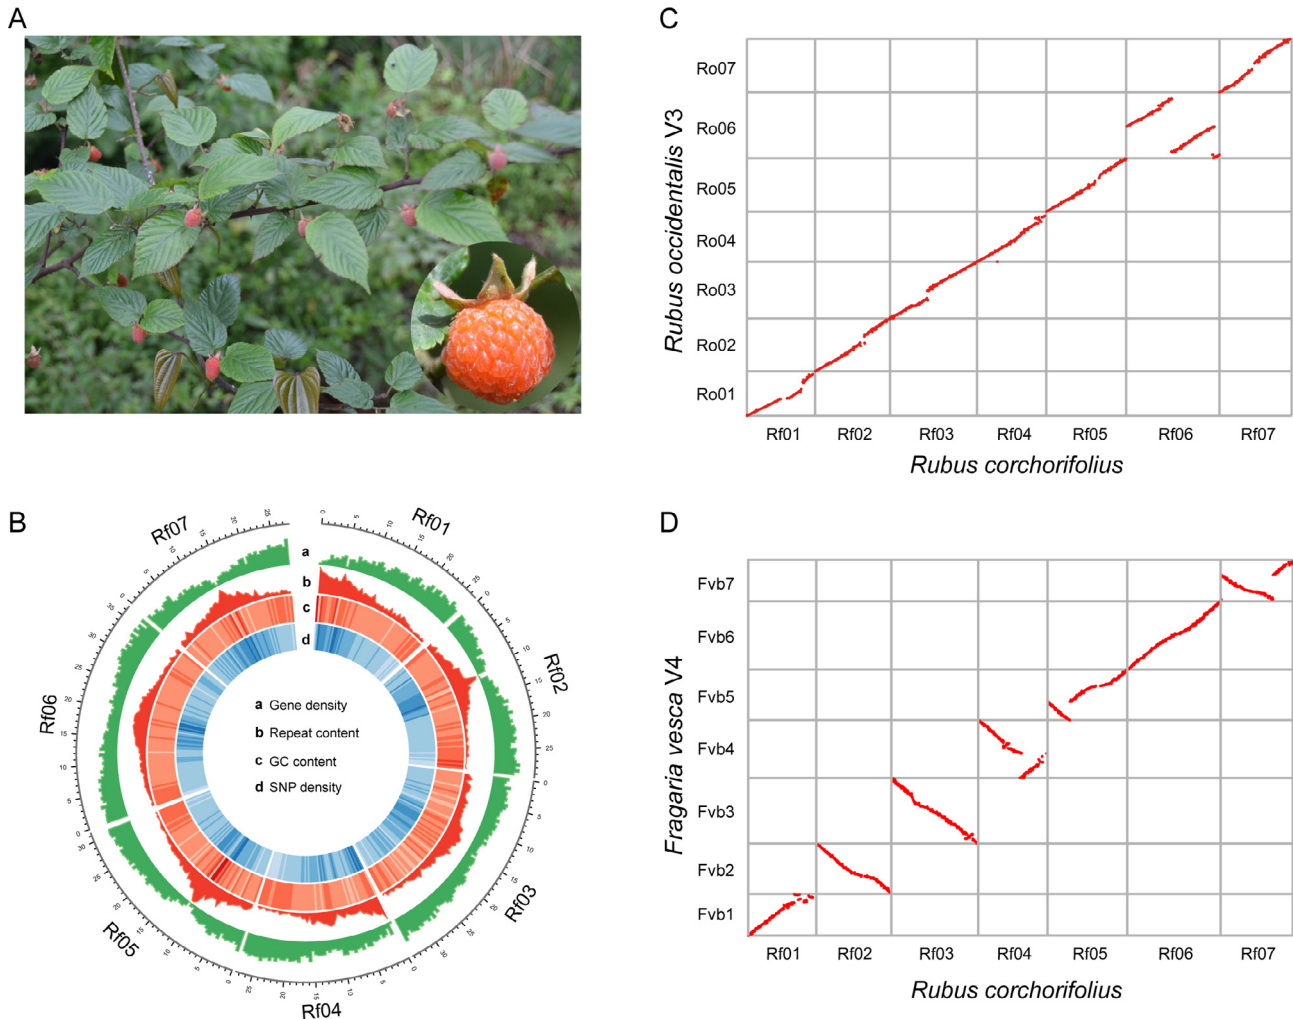 A
C
Rubus occidentalis V3
Ro07
Ro06
Ro05
Ro04
Ro03
Ro02
Ro01
Rf01 Rf02 Rf03 Rf04 Rf05 Rf06 Rf07
Rubus corchorifolius
B
Rf01
Rf02
Rf03
Rf04
Rf05
Rf06
Rf07
a
b
c
d
a Gene density
b Repeat content
c GC content
d SNP density
D
Fragaria vesca V4
Fvb7
Fvb6
Fvb5
Fvb4
Fvb3
Fvb2
Fvb1
Rf01 Rf02 Rf03 Rf04 Rf05 Rf06 Rf07
Rubus corchorifolius